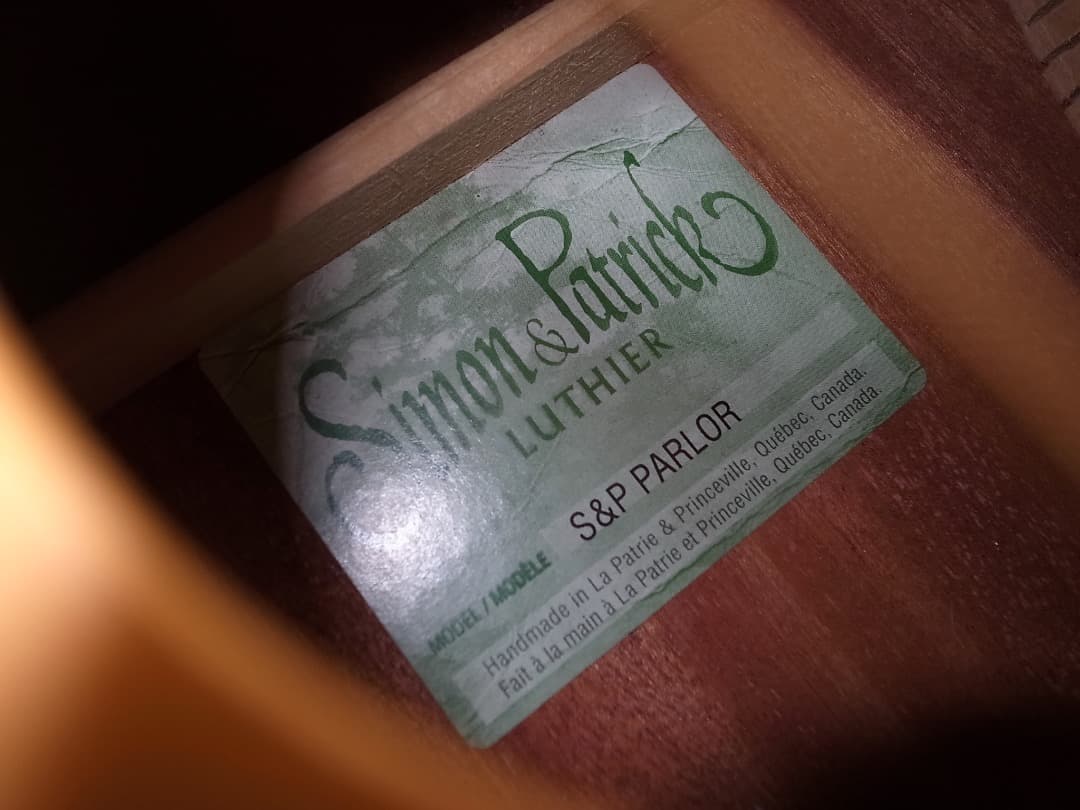 Simon & Patrick
LUTHIER
MODEL / MODÈLE S&P PARLOR
Handmade in La Patrie & Princeville, Québec, Canada.
Fait à la main à La Patrie et Princeville, Québec, Canada.